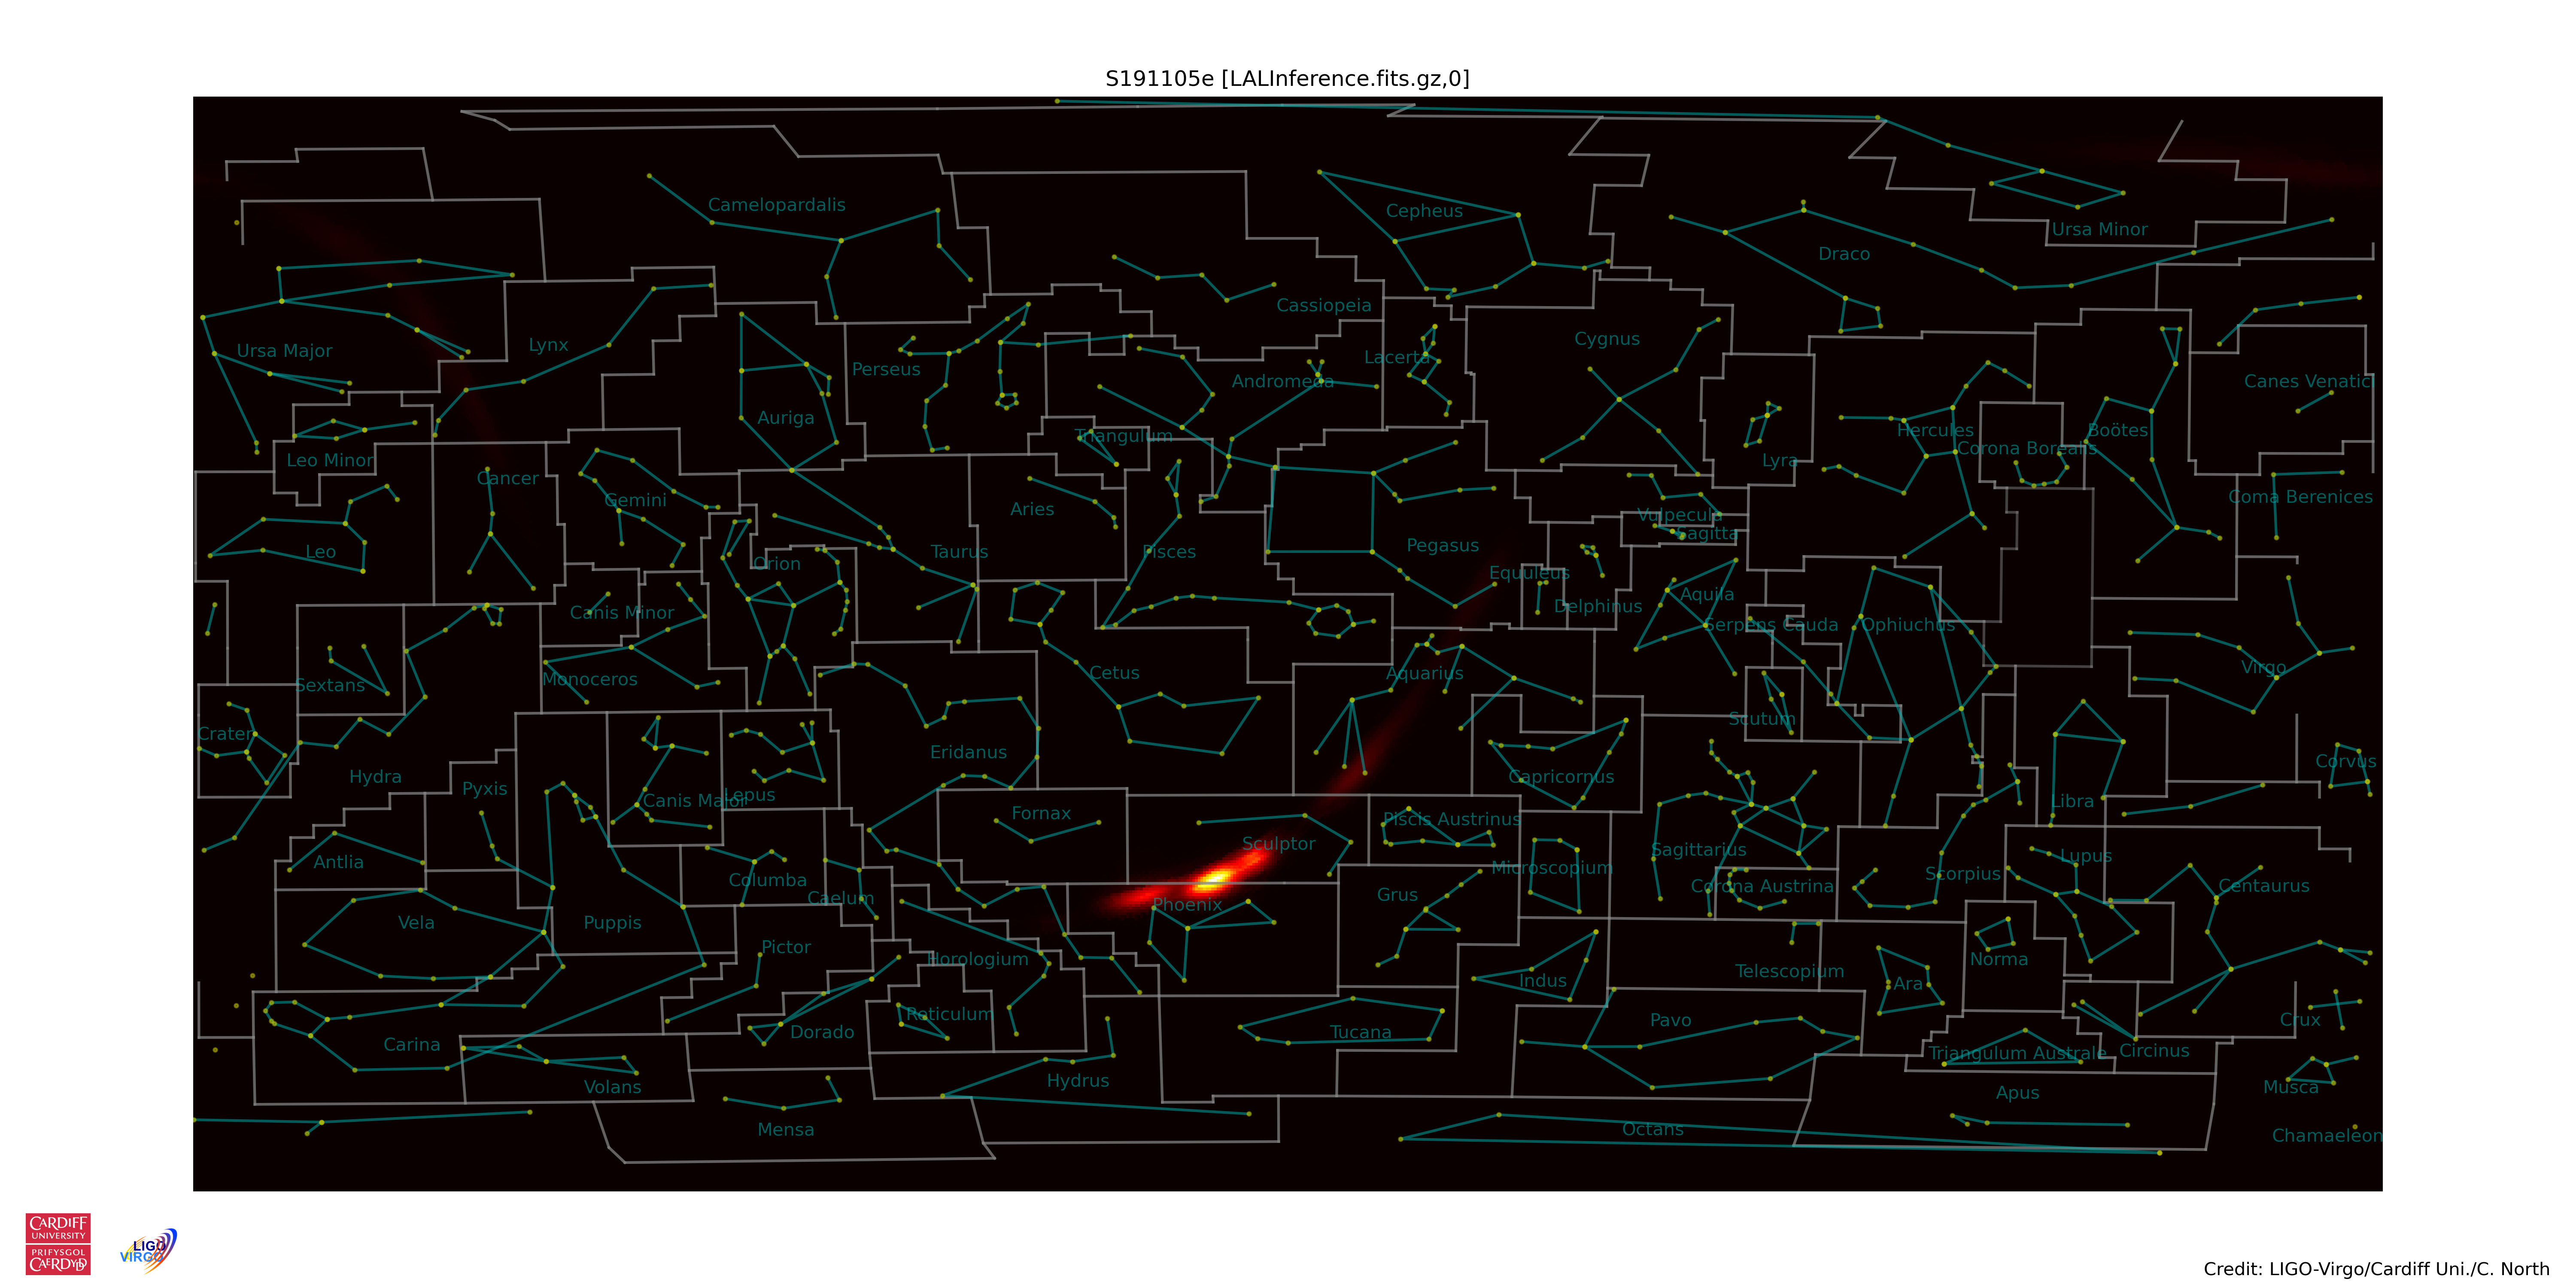 S191105e [LALInference.fits.gz,0]
Camelopardalis
Cepheus
Ursa Minor
Draco
Cassiopeia
Cygnus
Lynx
Ursa Major
Lacerta
Perseus
Andromeda
Canes Venatici
Auriga
Hercules
Boötes
Triangulum
Corona Borealis
Leo Minor
Lyra
Cancer
Gemini
Coma Berenices
Aries
Vulpecula
Sagitta
Leo
Taurus
Pisces
Pegasus
Orion
Equuleus
Aquila
Delphinus
Canis Minor
Serpens Cauda
Ophiuchus
Virgo
Cetus
Aquarius
Monoceros
Sextans
Scutum
Crater
Eridanus
Corvus
Hydra
Capricornus
Pyxis
Lepus
Canis Major
Libra
Fornax
Piscis Austrinus
Sculptor
Sagittarius
Lupus
Antlia
Microscopium
Scorpius
Columba
Corona Austrina
Centaurus
Grus
Caelum
Phoenix
Vela
Puppis
Pictor
Horologium
Norma
Telescopium
Indus
Ara
Reticulum
Pavo
Crux
Dorado
Tucana
Carina
Circinus
Triangulum Australe
Hydrus
Volans
Musca
Apus
Mensa
Octans
Chamaeleon
CARDIFF
UNIVERSITY
PRIFYSGOL
CAERDYDD
LIGO
VIRGO
Credit: LIGO-Virgo/Cardiff Uni./C. North